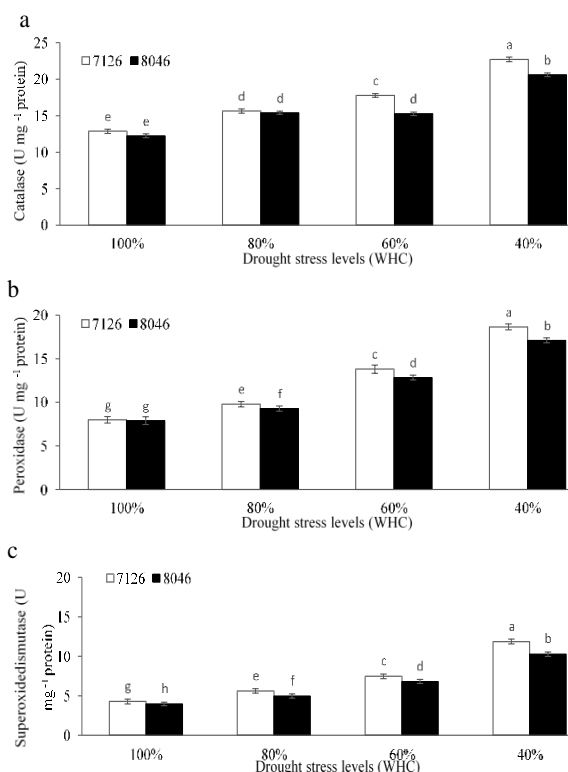 a
25
20
15
10
5
0
Catalase (U mg -1 protein)
7126 8046
e e d d c d a b
100% 80% 60% 40%
Drought stress levels (WHC)
b
20
15
10
5
0
Peroxidase (U mg -1 protein)
7126 8046
g g e f c d a b
100% 80% 60% 40%
Drought stress levels (WHC)
c
20
15
10
5
0
Superoxidedismutase (U
mg -1 protein)
7126 8046
g h e f c d a b
100% 80% 60% 40%
Drought stress levels (WHC)